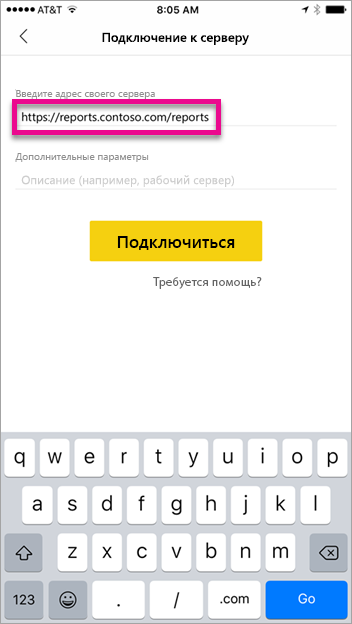 AT&T 8:05 AM
Подключение к серверу
Введите адрес своего сервера
https://reports.contoso.com/reports
Дополнительные параметры
Описание (например, рабочий сервер)
Подключиться
Требуется помощь?
q w e r t y u i o p
a s d f g h j k l
z x c v b n m
123 . / .com Go